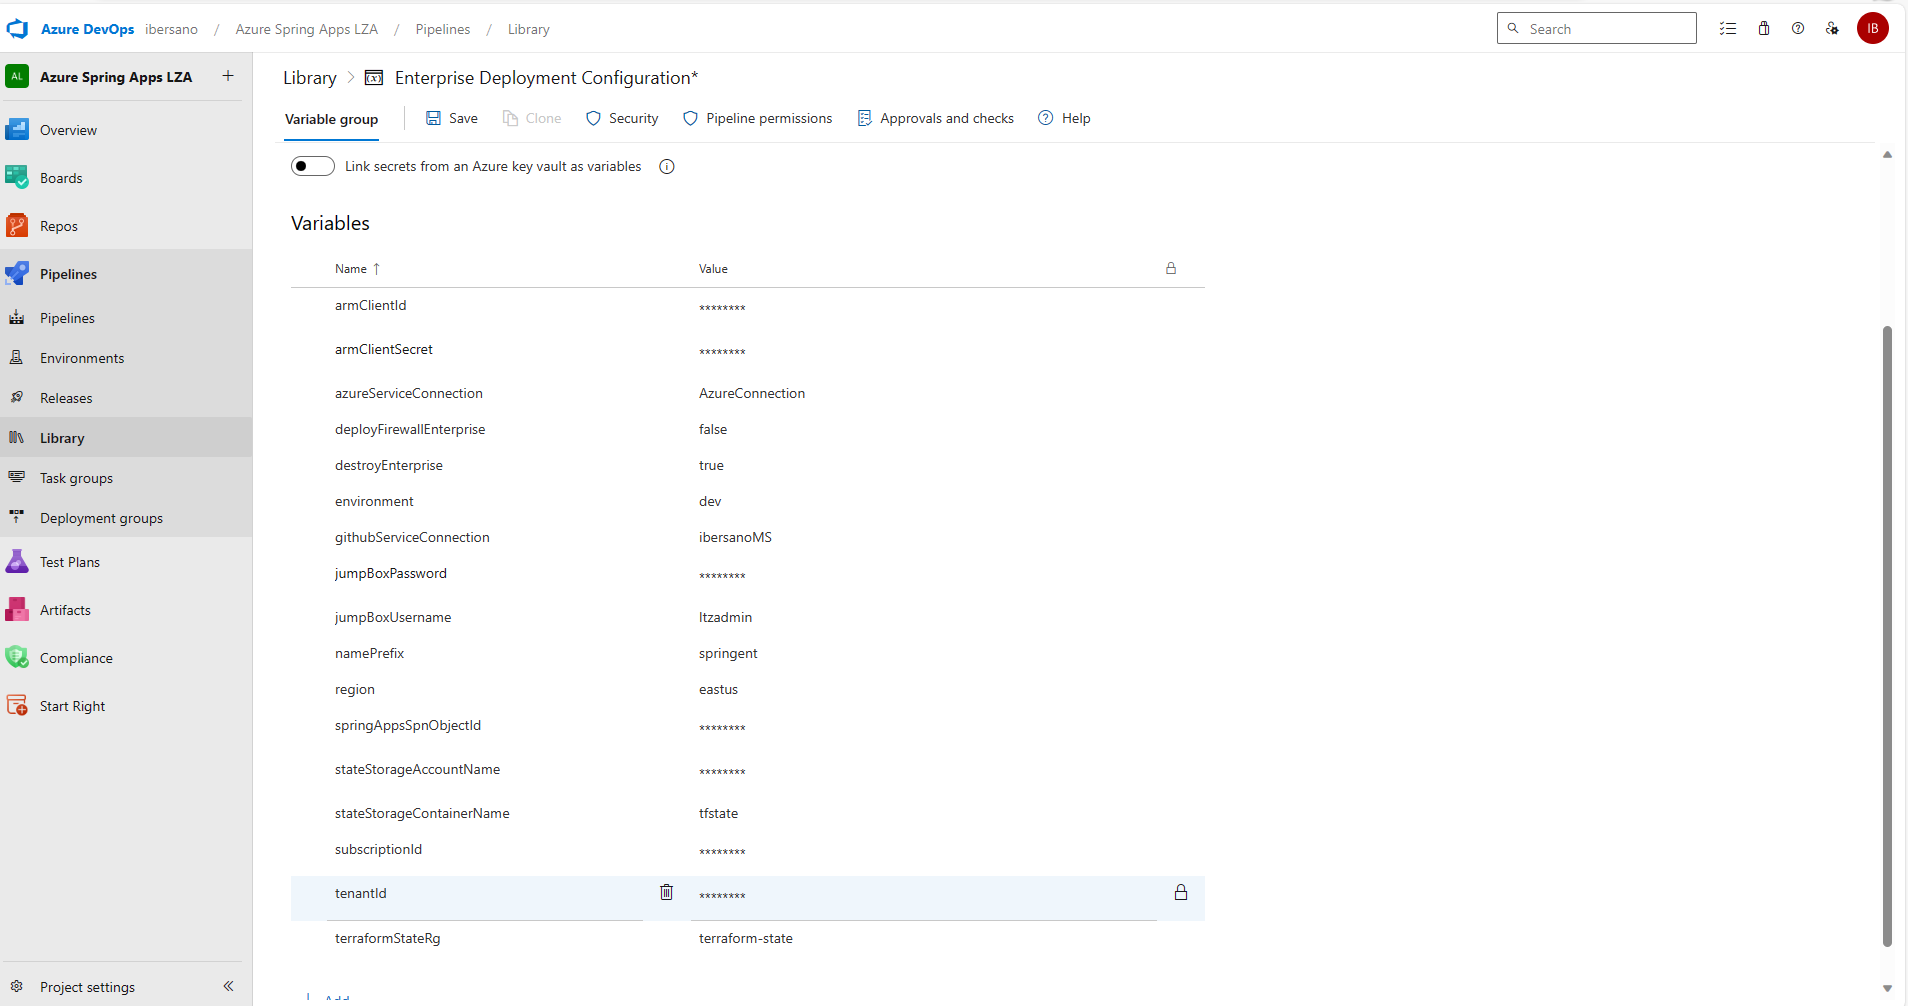 Azure DevOps ibersano / Azure Spring Apps LZA / Pipelines / Library Search IB
AL Azure Spring Apps LZA +
Overview
Boards
Repos
Pipelines
Pipelines
Environments
Releases
Library
Task groups
Deployment groups
Test Plans
Artifacts
Compliance
Start Right
Project settings
Library > (x) Enterprise Deployment Configuration*
Variable group Save Clone Security Pipeline permissions Approvals and checks Help
Link secrets from an Azure key vault as variables
Variables
Name ↑ Value
armClientId ********
armClientSecret ********
azureServiceConnection AzureConnection
deployFirewallEnterprise false
destroyEnterprise true
environment dev
githubServiceConnection ibersanoMS
jumpBoxPassword ********
jumpBoxUsername ltzadmin
namePrefix springent
region eastus
springAppsSpnObjectId ********
stateStorageAccountName ********
stateStorageContainerName tfstate
subscriptionId ********
tenantId ********
terraformStateRg terraform-state
Add